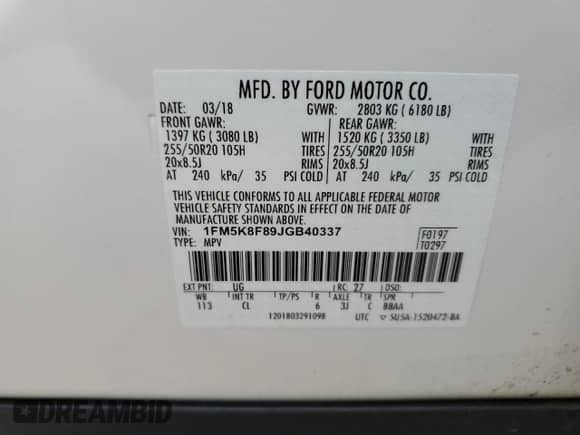 MFD. BY FORD MOTOR CO.
DATE: 03/18 GVWR: 2803 KG ( 6180 LB)
FRONT GAWR: REAR GAWR:
1397 KG ( 3080 LB) WITH 1520 KG ( 3350 LB) WITH
255/50R20 105H TIRES 255/50R20 105H TIRES
20x8.5J RIMS 20x8.5J RIMS
AT 240 kPa/ 35 PSI COLD AT 240 kPa/ 35 PSI COLD
THIS VEHICLE CONFORMS TO ALL APPLICABLE FEDERAL MOTOR
VEHICLE SAFETY STANDARDS IN EFFECT ON THE DATE OF
MANUFACTURE SHOWN ABOVE.
VIN: 1FM5K8F89JGB40337 F0197
TYPE: MPV T0297
EXT PNT: UG RC: 27
WB INT TR TP/PS R AXLE TR SPR
113 CL 6 3J C BBAA
1201803291098 UTC ▽ 5U5A-1520472-BA
DREAMBID